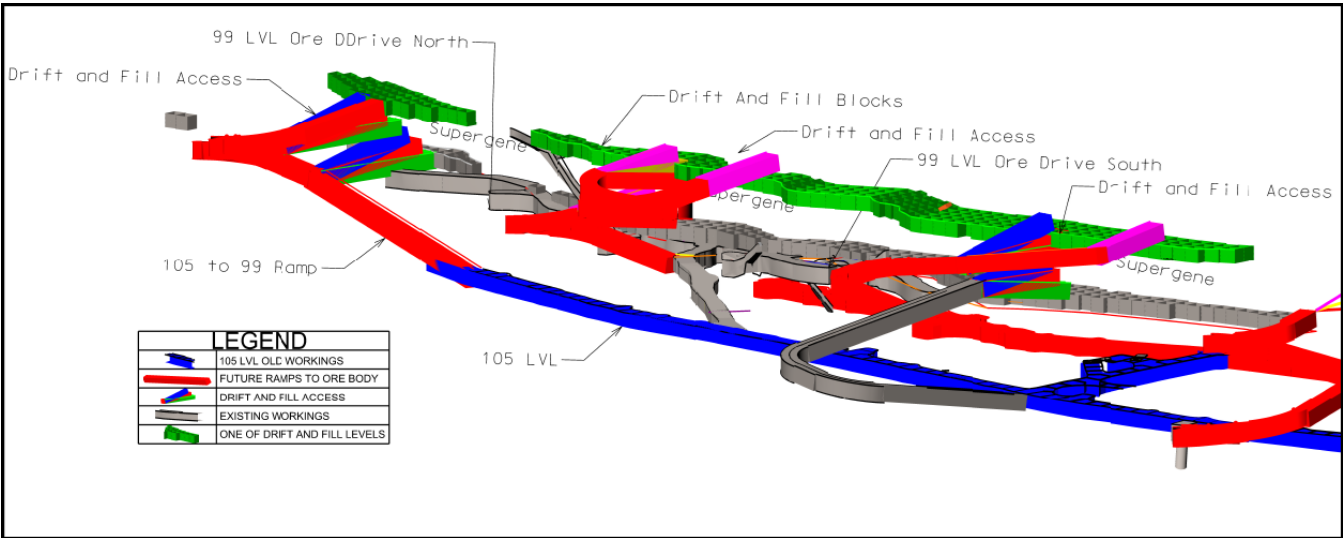 99 LVL Ore DDrive North
Drift and Fill Access
Drift And Fill Blocks
Supergene
Drift and Fill Access
99 LVL Ore Drive South
Drift and Fill Access
upergene
Supergene
105 to 99 Ramp
105 LVL
LEGEND
105 LVL OLD WORKINGS
FUTURE RAMPS TO ORE BODY
DRIFT AND FILL ACCESS
EXISTING WORKINGS
ONE OF DRIFT AND FILL LEVELS